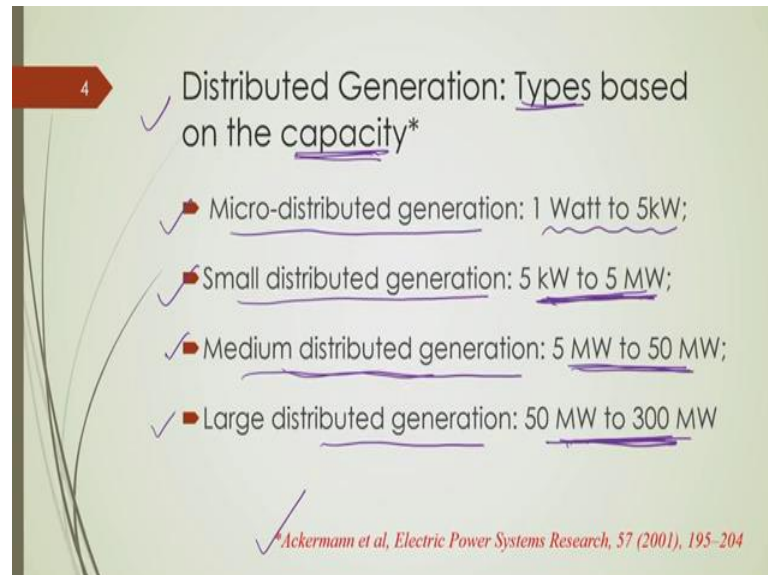 4
Distributed Generation: Types based
on the capacity*
Micro-distributed generation: 1 Watt to 5kW;
Small distributed generation: 5 kW to 5 MW;
Medium distributed generation: 5 MW to 50 MW;
Large distributed generation: 50 MW to 300 MW
*Ackermann et al, Electric Power Systems Research, 57 (2001), 195–204